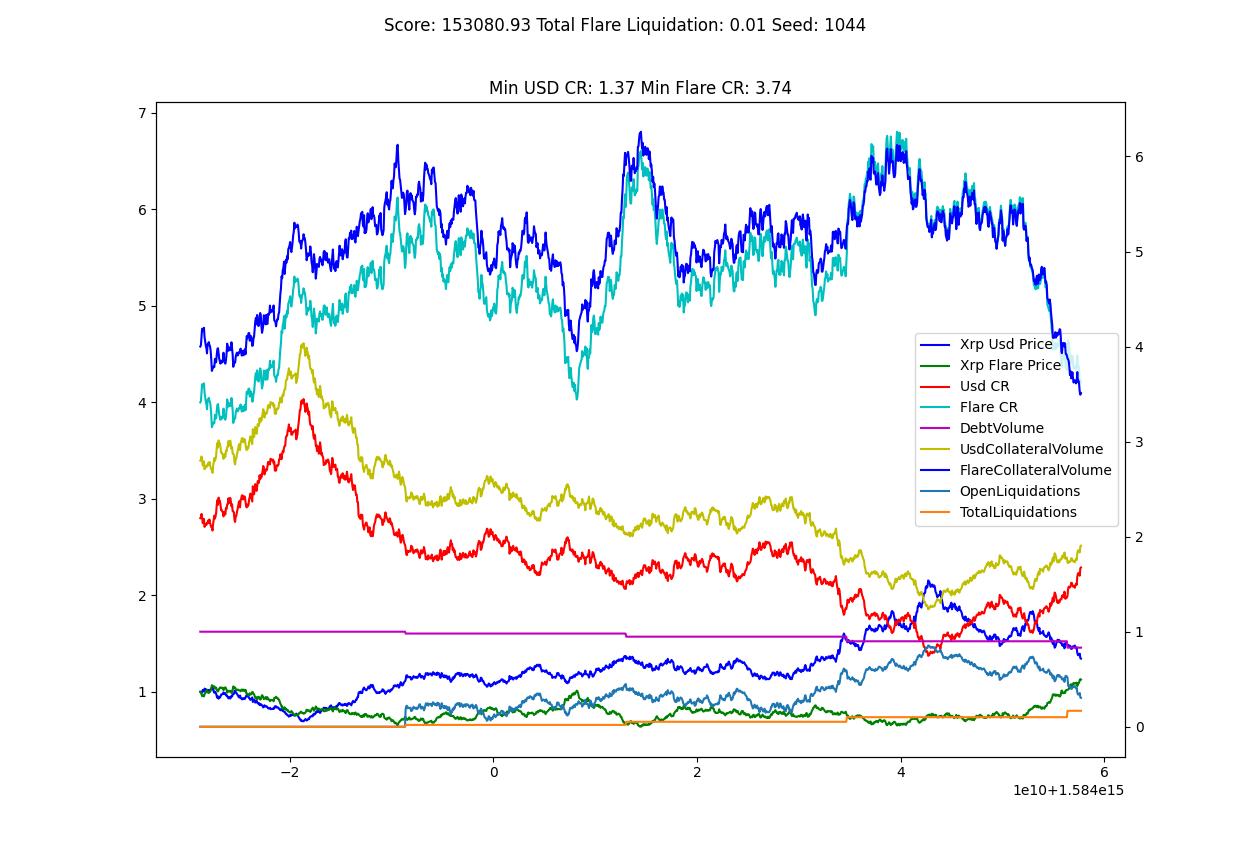 Score: 153080.93 Total Flare Liquidation: 0.01 Seed: 1044
Min USD CR: 1.37 Min Flare CR: 3.74
7
6
5
4
3
2
1
6
5
4
3
2
1
0
Xrp Usd Price
Xrp Flare Price
Usd CR
Flare CR
DebtVolume
UsdCollateralVolume
FlareCollateralVolume
OpenLiquidations
TotalLiquidations
−2 0 2 4 6
1e10+1.584e15